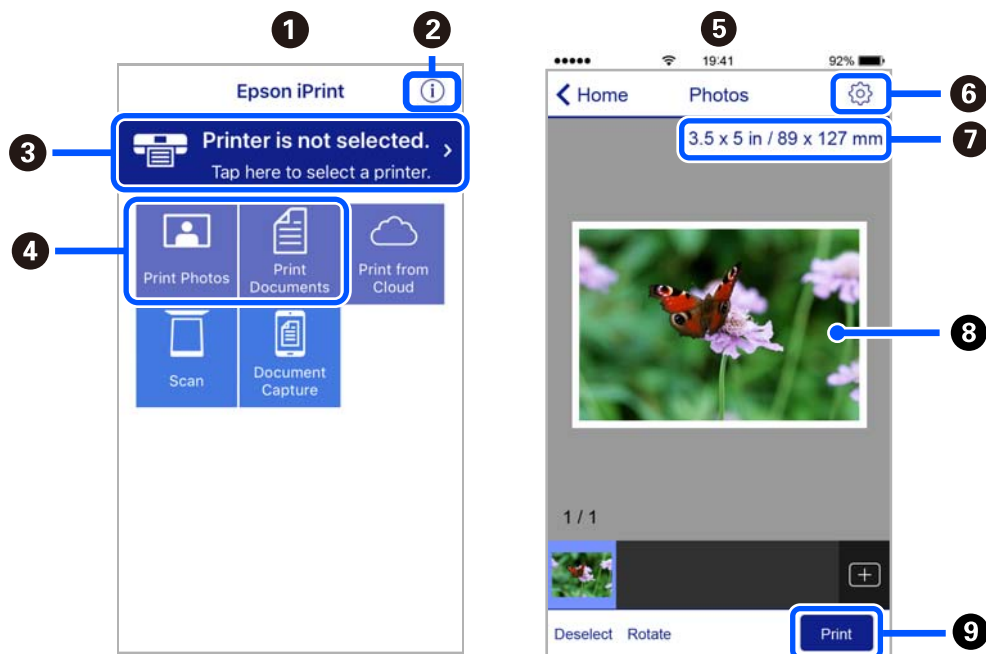 1
2
Epson iPrint
3
Printer is not selected.
Tap here to select a printer.
4
Print Photos
Print
Documents
Print from
Cloud
Scan
Document
Capture
5
19:41
92%
Home
Photos
6
3.5 x 5 in / 89 x 127 mm
7
8
1 / 1
Deselect
Rotate
Print
9